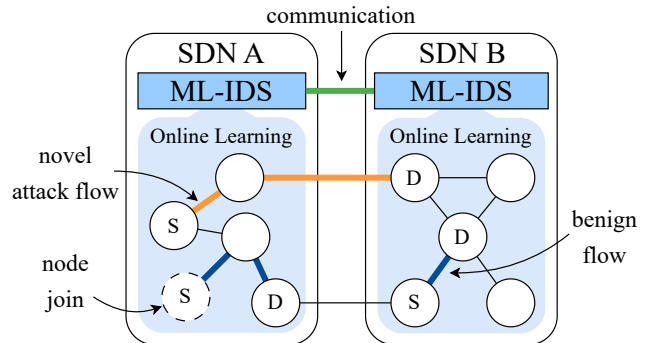 communication
SDN A
SDN B
ML-IDS
ML-IDS
Online Learning
Online Learning
novel
attack flow
D
S
D
benign
flow
node
join
S
D
S